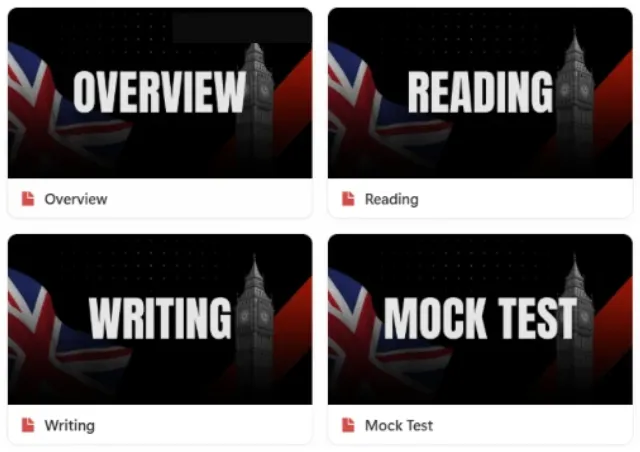 OVERVIEW
Overview
READING
Reading
WRITING
Writing
MOCK TEST
Mock Test